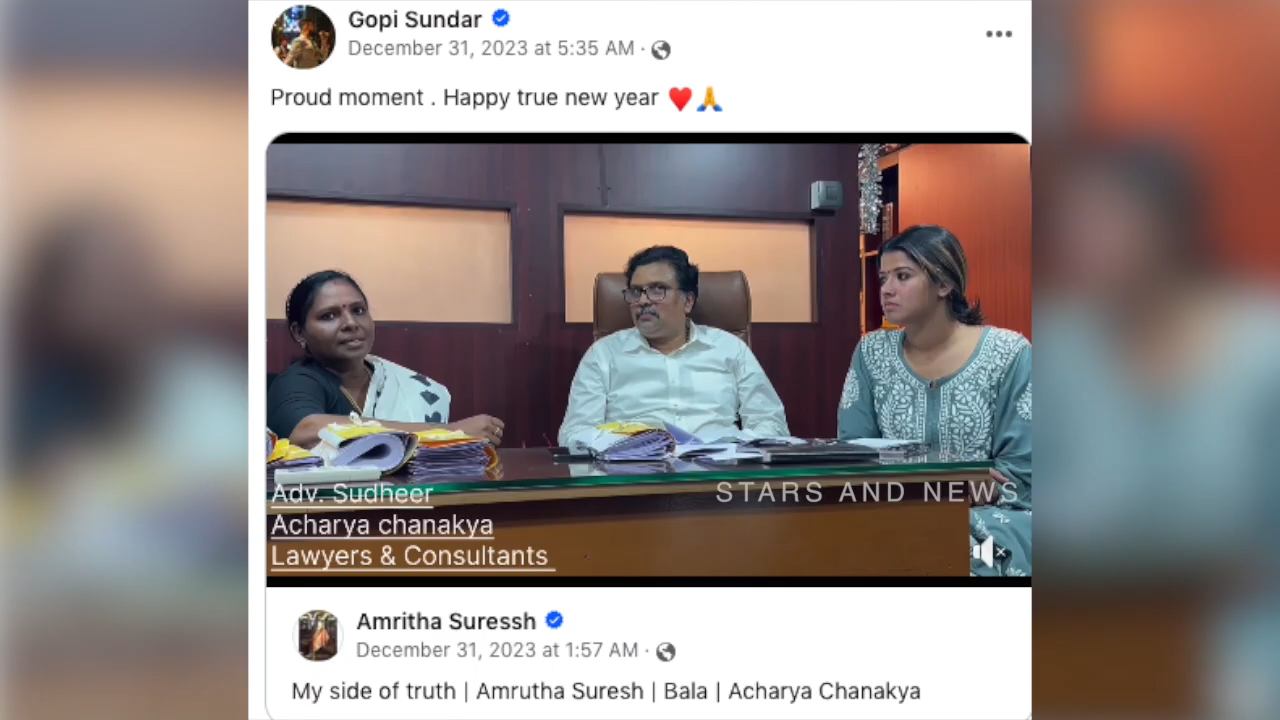 Gopi Sundar
December 31, 2023 at 5:35 AM ·
Proud moment . Happy true new year ❤️🙏
Adv. Sudheer
Acharya chanakya
Lawyers & Consultants
STARS AND NEWS
Amritha Suressh
December 31, 2023 at 1:57 AM ·
My side of truth | Amrutha Suresh | Bala | Acharya Chanakya